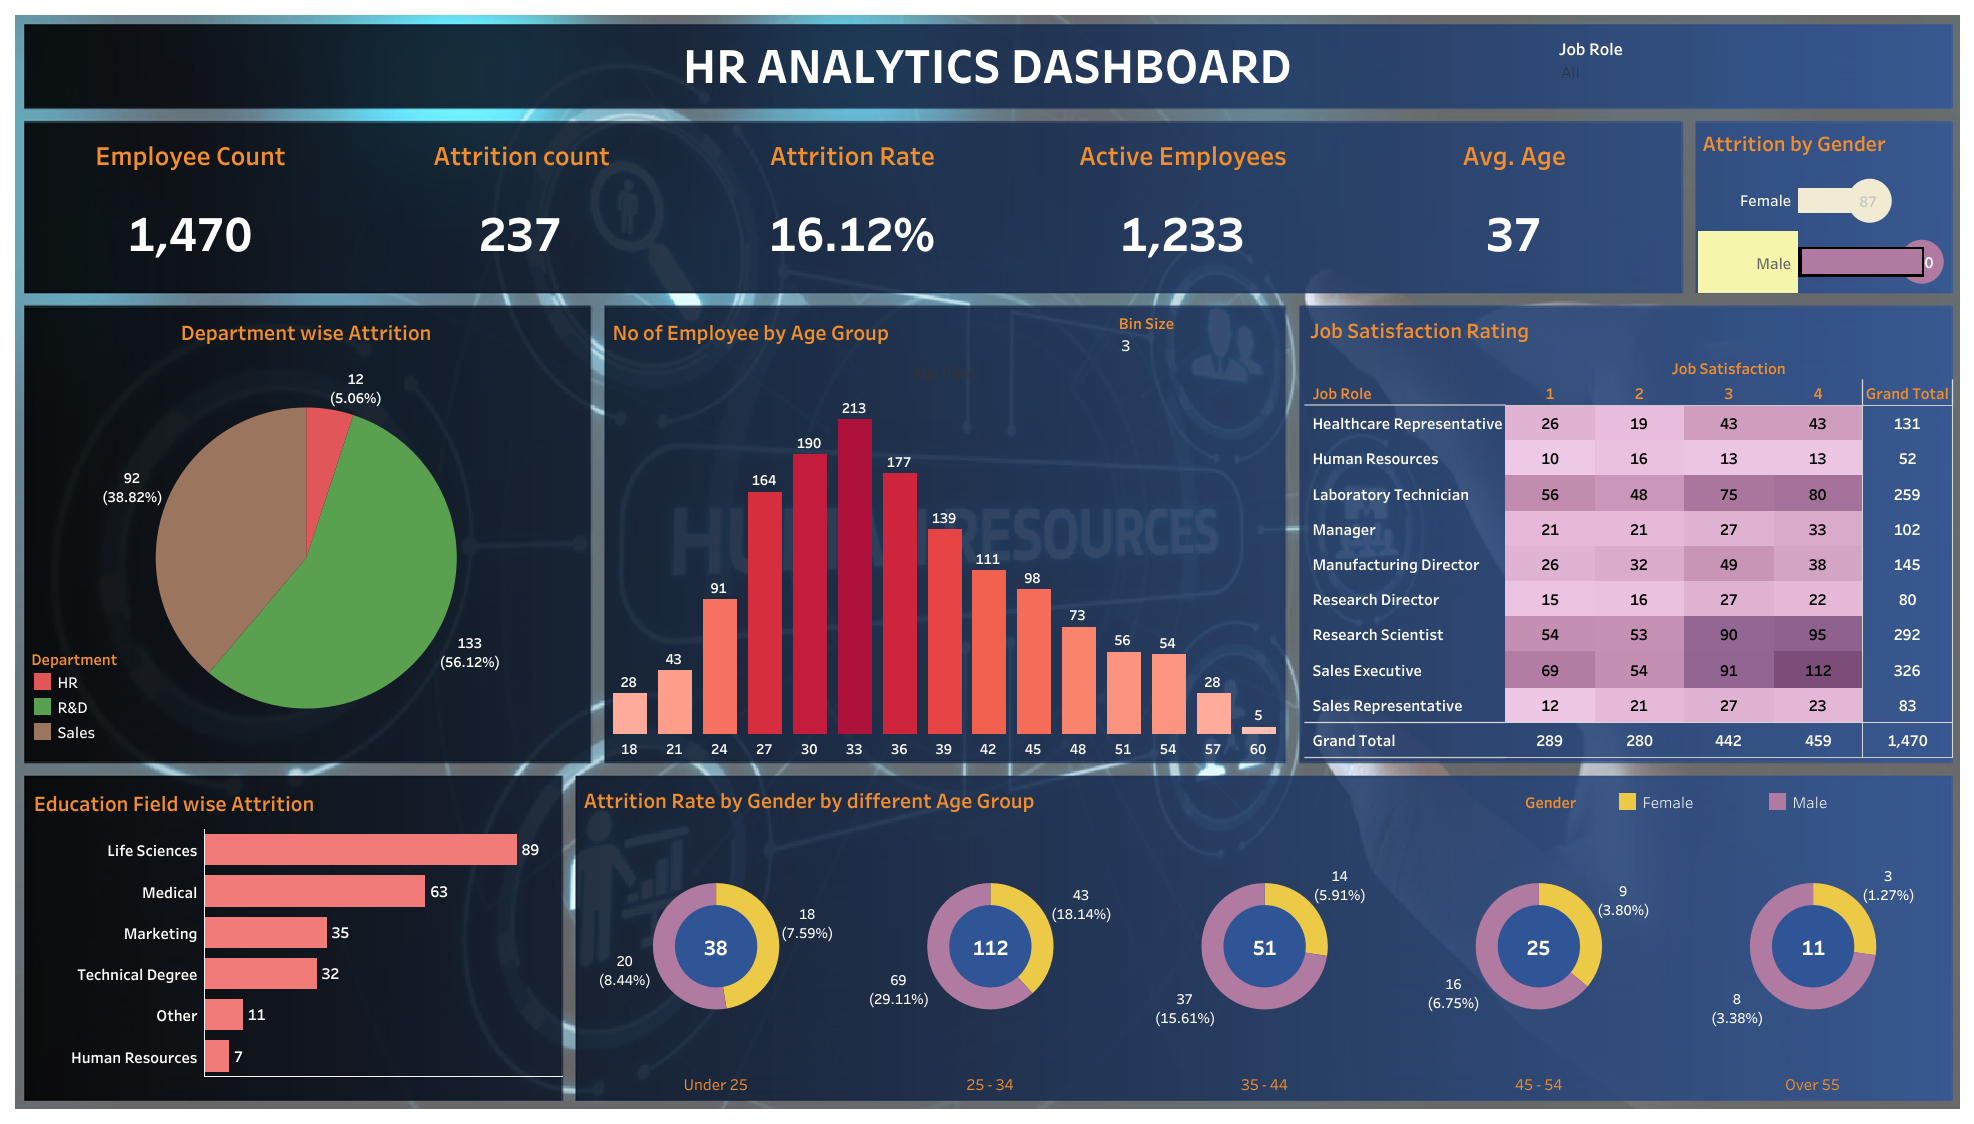 HR ANALYTICS DASHBOARD
Job Role
All
Employee Count
Attrition count
Attrition Rate
Active Employees
Avg. Age
1,470
237
16.12%
1,233
37
Attrition by Gender
Female
87
Male
0
Department wise Attrition
12
(5.06%)
92
(38.82%)
133
(56.12%)
Department
HR
R&D
Sales
No of Employee by Age Group
Bin Size
3
HUMAN RESOURCES
28
43
91
164
190
213
177
139
111
98
73
56
54
28
5
18 21 24 27 30 33 36 39 42 45 48 51 54 57 60
Job Satisfaction Rating
Job Satisfaction
Job Role 1 2 3 4 Grand Total
Healthcare Representative 26 19 43 43 131
Human Resources 10 16 13 13 52
Laboratory Technician 56 48 75 80 259
Manager 21 21 27 33 102
Manufacturing Director 26 32 49 38 145
Research Director 15 16 27 22 80
Research Scientist 54 53 90 95 292
Sales Executive 69 54 91 112 326
Sales Representative 12 21 27 23 83
Grand Total 289 280 442 459 1,470
Education Field wise Attrition
Life Sciences 89
Medical 63
Marketing 35
Technical Degree 32
Other 11
Human Resources 7
Attrition Rate by Gender by different Age Group
Gender
Female
Male
18
(7.59%)
38
20
(8.44%)
Under 25
43
(18.14%)
112
69
(29.11%)
25 - 34
14
(5.91%)
51
37
(15.61%)
35 - 44
9
(3.80%)
25
16
(6.75%)
45 - 54
3
(1.27%)
11
8
(3.38%)
Over 55